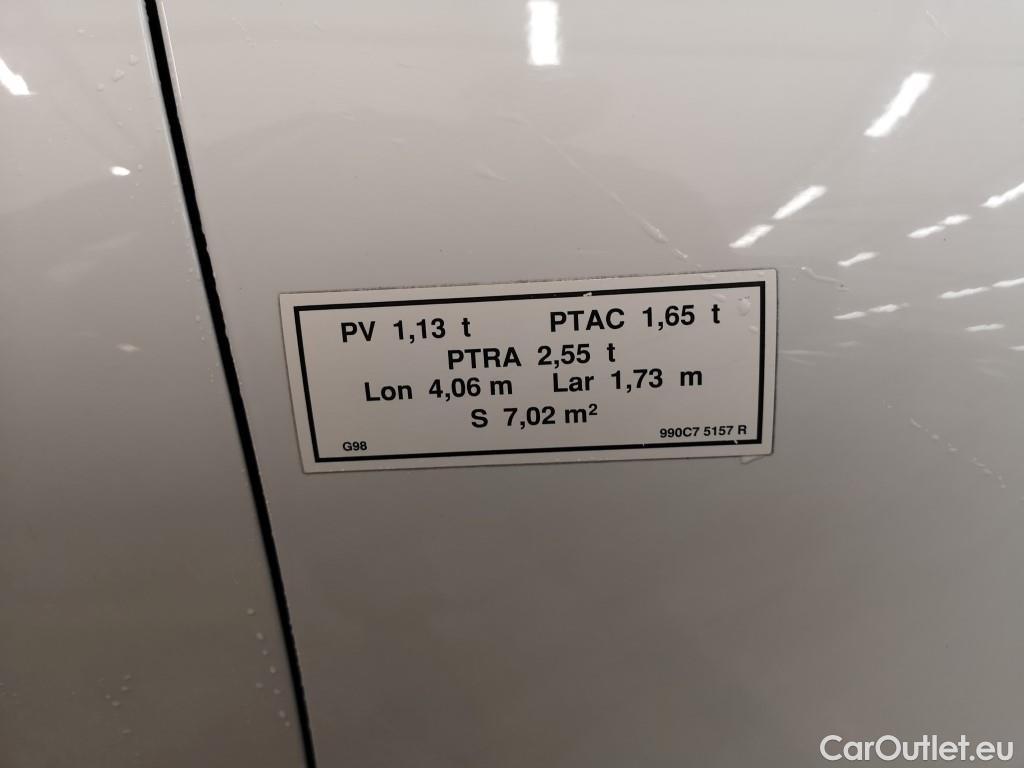 PV 1,13 t PTAC 1,65 t
PTRA 2,55 t
Lon 4,06 m Lar 1,73 m
S 7,02 m²
G98 990C7 5157 R
CarOutlet.eu